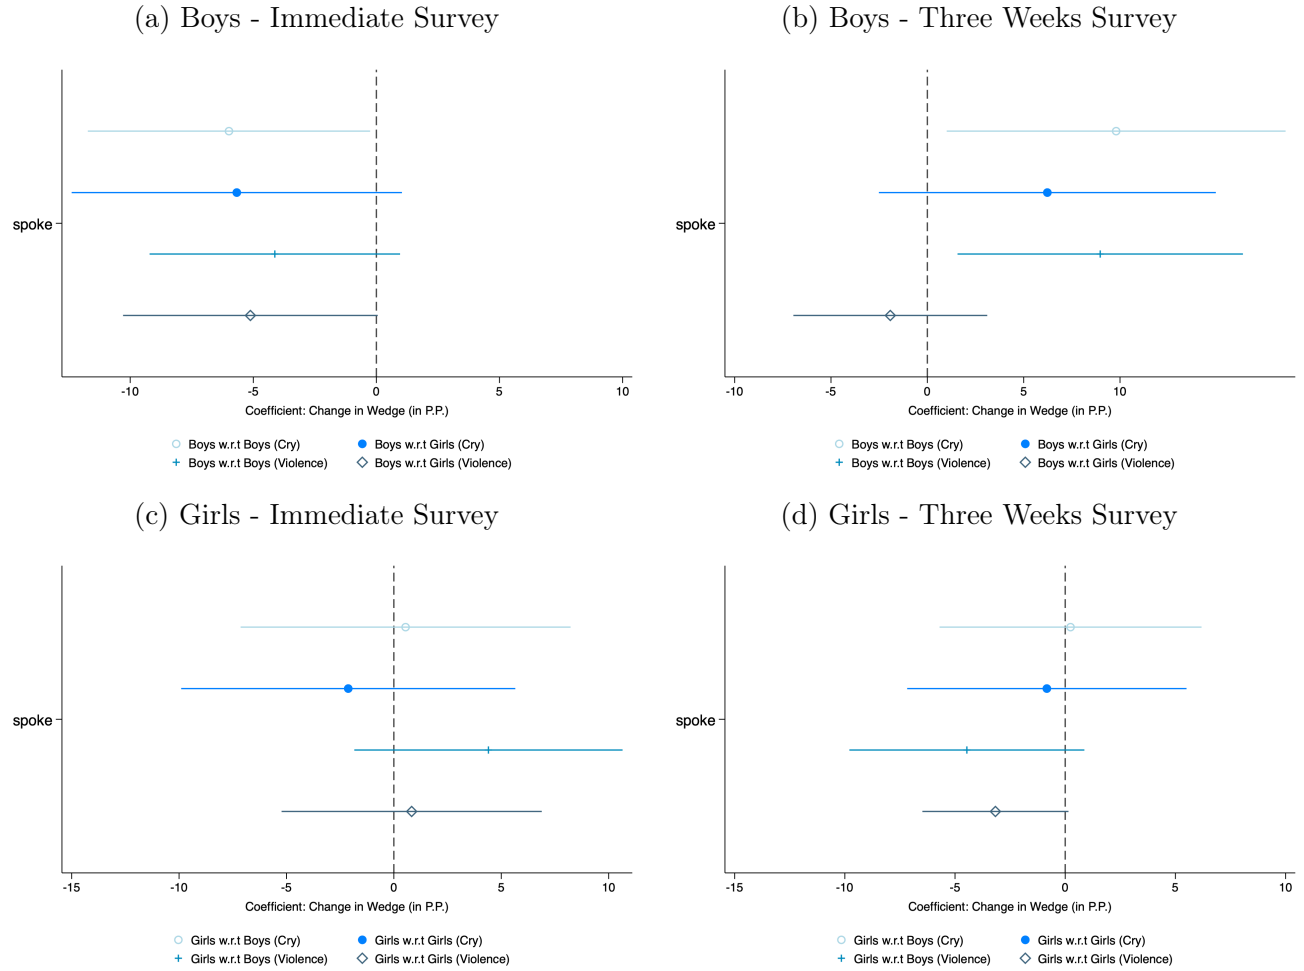 (a) Boys - Immediate Survey
spoke
-10 -5 0 5 10
Coefficient: Change in Wedge (in P.P.)
Boys w.r.t Boys (Cry) Boys w.r.t Girls (Cry)
Boys w.r.t Boys (Violence) Boys w.r.t Girls (Violence)
(b) Boys - Three Weeks Survey
spoke
-10 -5 0 5 10
Coefficient: Change in Wedge (in P.P.)
Boys w.r.t Boys (Cry) Boys w.r.t Girls (Cry)
Boys w.r.t Boys (Violence) Boys w.r.t Girls (Violence)
(c) Girls - Immediate Survey
spoke
-15 -10 -5 0 5 10
Coefficient: Change in Wedge (in P.P.)
Girls w.r.t Boys (Cry) Girls w.r.t Girls (Cry)
Girls w.r.t Boys (Violence) Girls w.r.t Girls (Violence)
(d) Girls - Three Weeks Survey
spoke
-15 -10 -5 0 5 10
Coefficient: Change in Wedge (in P.P.)
Girls w.r.t Boys (Cry) Girls w.r.t Girls (Cry)
Girls w.r.t Boys (Violence) Girls w.r.t Girls (Violence)